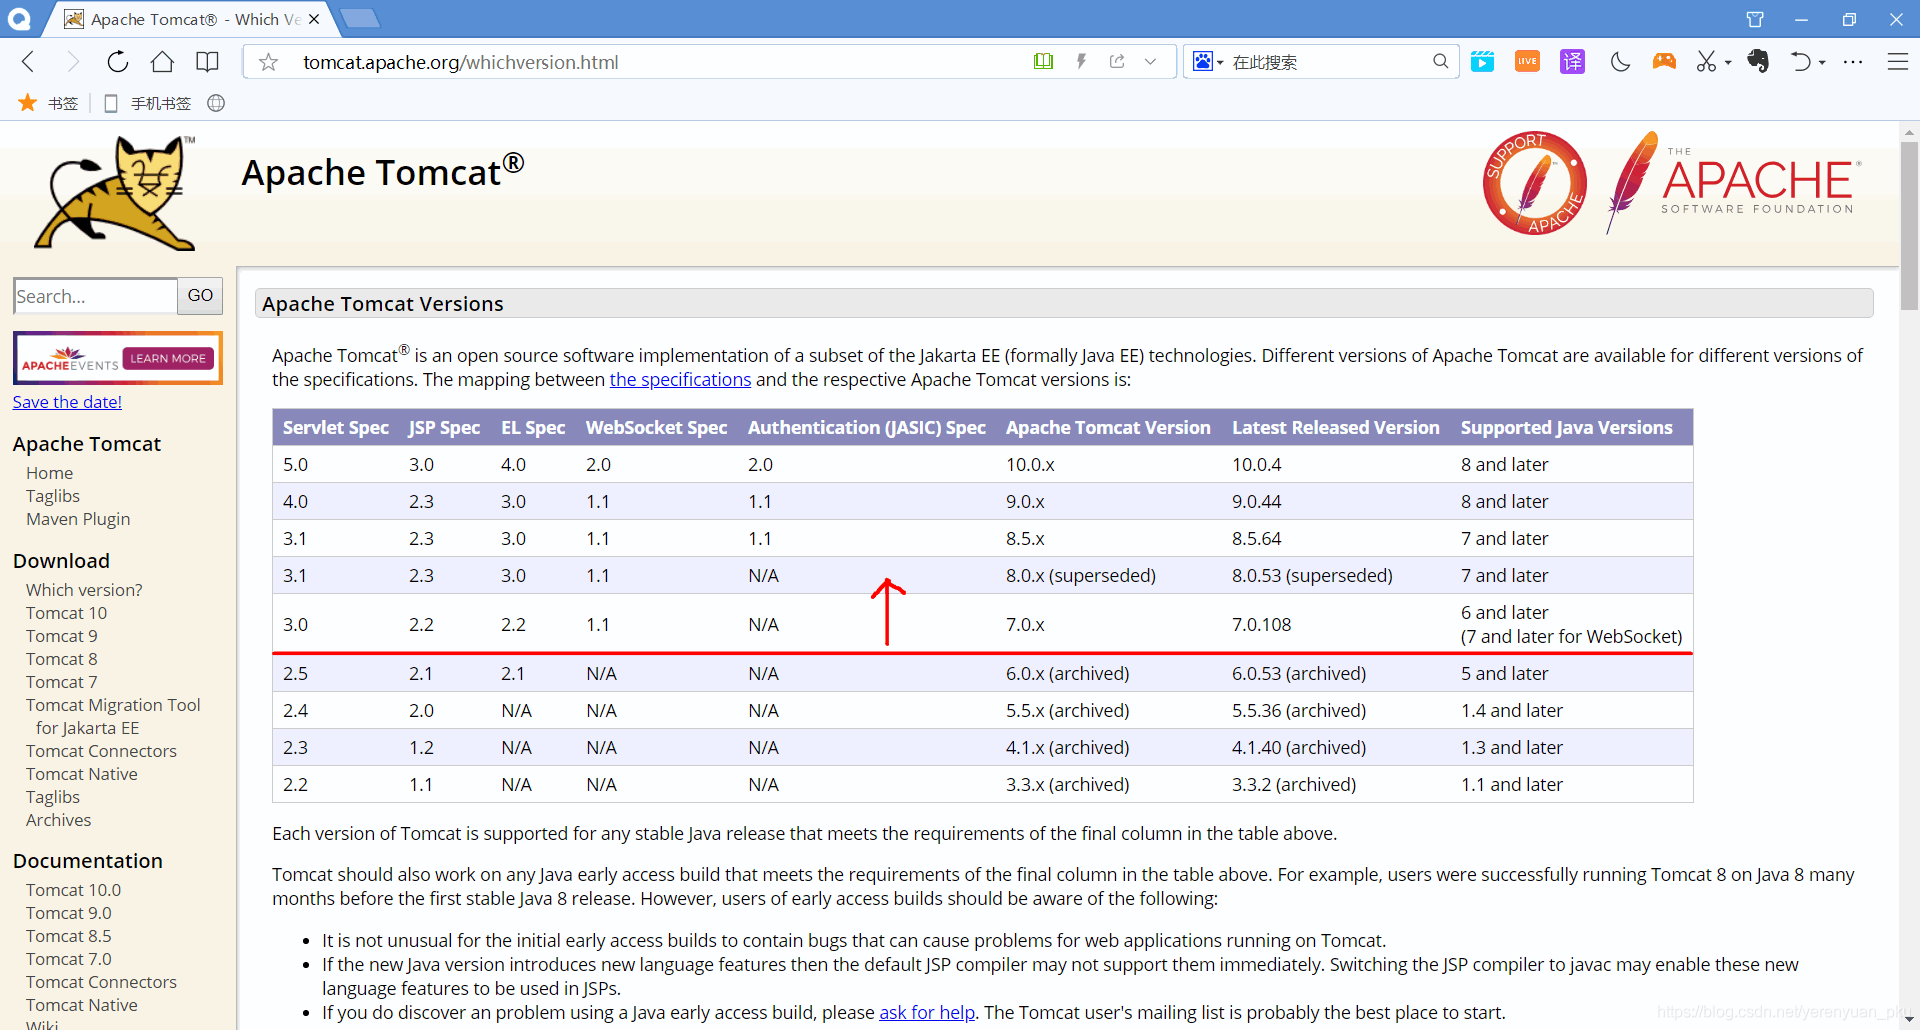 Apache Tomcat® - Which Ve
tomcat.apache.org/whichversion.html
在此搜索
LIVE
译
书签
手机书签
TM
Apache Tomcat®
SUPPORT APACHE
THE
APACHE®
SOFTWARE FOUNDATION
Search...
GO
APACHEEVENTS LEARN MORE
Save the date!
Apache Tomcat
Home
Taglibs
Maven Plugin
Download
Which version?
Tomcat 10
Tomcat 9
Tomcat 8
Tomcat 7
Tomcat Migration Tool
for Jakarta EE
Tomcat Connectors
Tomcat Native
Taglibs
Archives
Documentation
Tomcat 10.0
Tomcat 9.0
Tomcat 8.5
Tomcat 7.0
Tomcat Connectors
Tomcat Native
Wiki
Apache Tomcat Versions
Apache Tomcat® is an open source software implementation of a subset of the Jakarta EE (formally Java EE) technologies. Different versions of Apache Tomcat are available for different versions of
the specifications. The mapping between the specifications and the respective Apache Tomcat versions is:
Servlet Spec JSP Spec EL Spec WebSocket Spec Authentication (JASIC) Spec Apache Tomcat Version Latest Released Version Supported Java Versions
5.0 3.0 4.0 2.0 2.0 10.0.x 10.0.4 8 and later
4.0 2.3 3.0 1.1 1.1 9.0.x 9.0.44 8 and later
3.1 2.3 3.0 1.1 1.1 8.5.x 8.5.64 7 and later
3.1 2.3 3.0 1.1 N/A 8.0.x (superseded) 8.0.53 (superseded) 7 and later
3.0 2.2 2.2 1.1 N/A 7.0.x 7.0.108 6 and later
(7 and later for WebSocket)
2.5 2.1 2.1 N/A N/A 6.0.x (archived) 6.0.53 (archived) 5 and later
2.4 2.0 N/A N/A N/A 5.5.x (archived) 5.5.36 (archived) 1.4 and later
2.3 1.2 N/A N/A N/A 4.1.x (archived) 4.1.40 (archived) 1.3 and later
2.2 1.1 N/A N/A N/A 3.3.x (archived) 3.3.2 (archived) 1.1 and later
Each version of Tomcat is supported for any stable Java release that meets the requirements of the final column in the table above.
Tomcat should also work on any Java early access build that meets the requirements of the final column in the table above. For example, users were successfully running Tomcat 8 on Java 8 many
months before the first stable Java 8 release. However, users of early access builds should be aware of the following:
• It is not unusual for the initial early access builds to contain bugs that can cause problems for web applications running on Tomcat.
• If the new Java version introduces new language features then the default JSP compiler may not support them immediately. Switching the JSP compiler to javac may enable these new
language features to be used in JSPs.
• If you do discover an problem using a Java early access build, please ask for help. The Tomcat user's mailing list is probably the best place to start.
https://blog.csdn.net/yerenyuan_pku